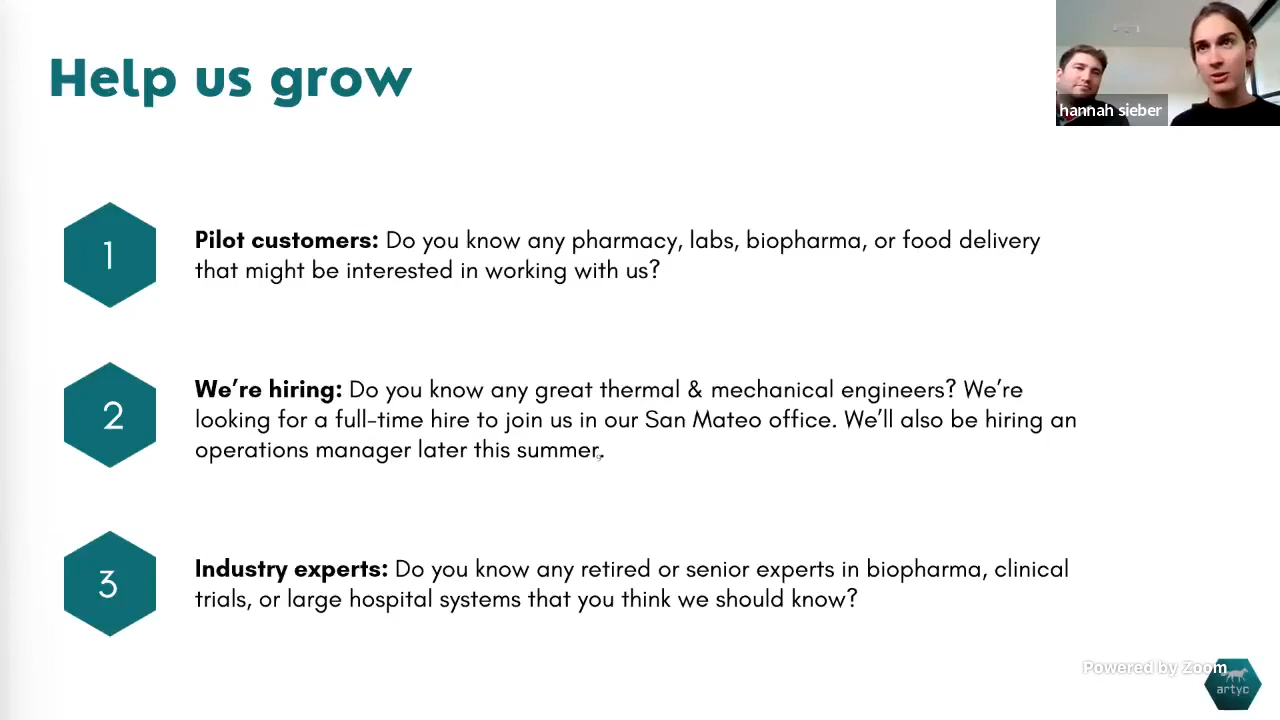 Help us grow
hannah sieber
1
Pilot customers: Do you know any pharmacy, labs, biopharma, or food delivery
that might be interested in working with us?
2
We're hiring: Do you know any great thermal & mechanical engineers? We're
looking for a full-time hire to join us in our San Mateo office. We'll also be hiring an
operations manager later this summer.
3
Industry experts: Do you know any retired or senior experts in biopharma, clinical
trials, or large hospital systems that you think we should know?
Powered by Zoom
artyc